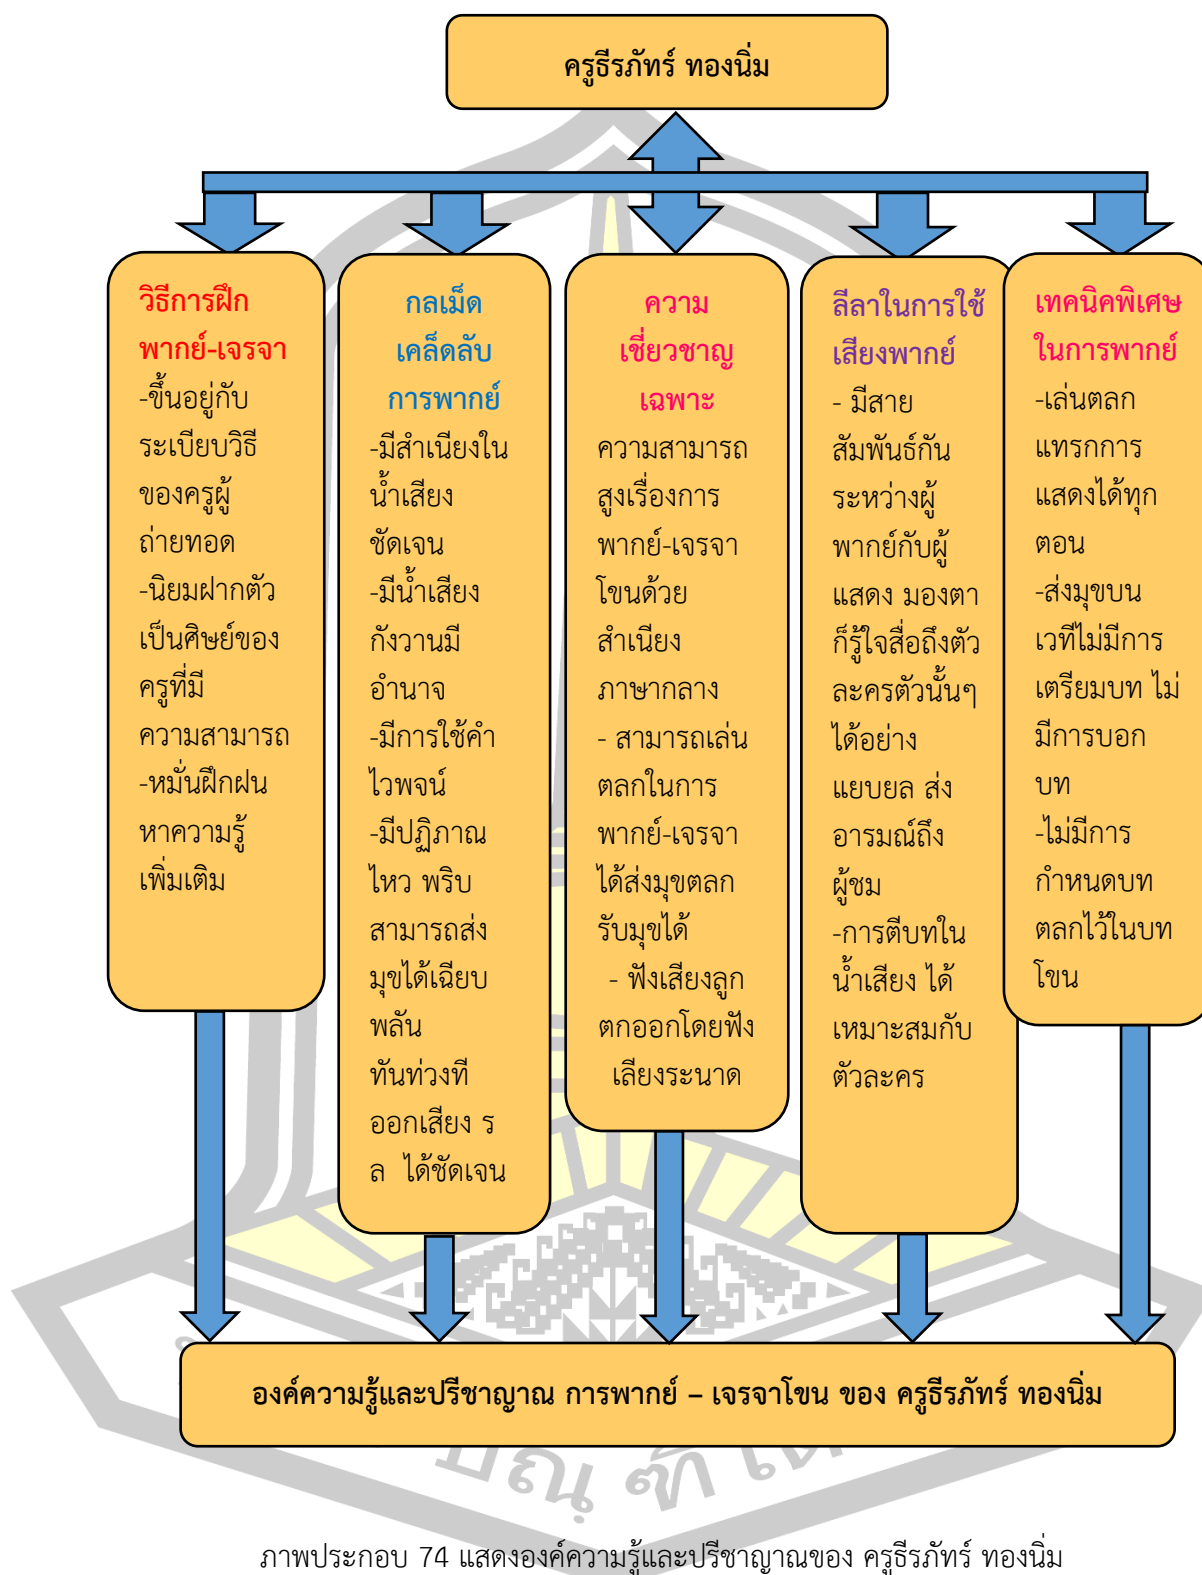 ครูธีรภัทร์ ทองนิ่ม
วิธีการฝึก
พากย์-เจรจา
-ขึ้นอยู่กับ
ระเบียบวิธี
ของครูผู้
ถ่ายทอด
-นิยมฝากตัว
เป็นศิษย์ของ
ครูที่มี
ความสามารถ
-หมั่นฝึกฝน
หาความรู้
เพิ่มเติม
กลเม็ด
เคล็ดลับ
การพากย์
-มีสำเนียงใน
น้ำเสียง
ชัดเจน
-มีน้ำเสียง
กังวานมี
อำนาจ
-มีการใช้คำ
ไวพจน์
-มีปฏิภาณ
ไหว พริบ
สามารถส่ง
มุขได้เฉียบ
พลัน
ทันท่วงที
ออกเสียง ร
ล  ได้ชัดเจน
ความ
เชี่ยวชาญ
เฉพาะ
ความสามารถ
สูงเรื่องการ
พากย์-เจรจา
โขนด้วย
สำเนียง
ภาษากลาง
- สามารถเล่น
ตลกในการ
พากย์-เจรจา
ได้ส่งมุขตลก
รับมุขได้
- ฟังเสียงลูก
ตกออกโดยฟัง
เสียงระนาด
ลีลาในการใช้
เสียงพากย์
- มีสาย
สัมพันธ์กัน
ระหว่างผู้
พากย์กับผู้
แสดง มองตา
ก็รู้ใจสื่อถึงตัว
ละครตัวนั้นๆ
ได้อย่าง
แยบยล ส่ง
อารมณ์ถึง
ผู้ชม
-การตีบทใน
น้ำเสียง ได้
เหมาะสมกับ
ตัวละคร
เทคนิคพิเศษ
ในการพากย์
-เล่นตลก
แทรกการ
แสดงได้ทุก
ตอน
-ส่งมุขบน
เวทีไม่มีการ
เตรียมบท ไม่
มีการบอก
บท
-ไม่มีการ
กำหนดบท
ตลกไว้ในบท
โขน
องค์ความรู้และปรีชาญาณ การพากย์ – เจรจาโขน ของ ครูธีรภัทร์ ทองนิ่ม
ภาพประกอบ 74 แสดงองค์ความรู้และปรีชาญาณของ ครูธีรภัทร์ ทองนิ่ม